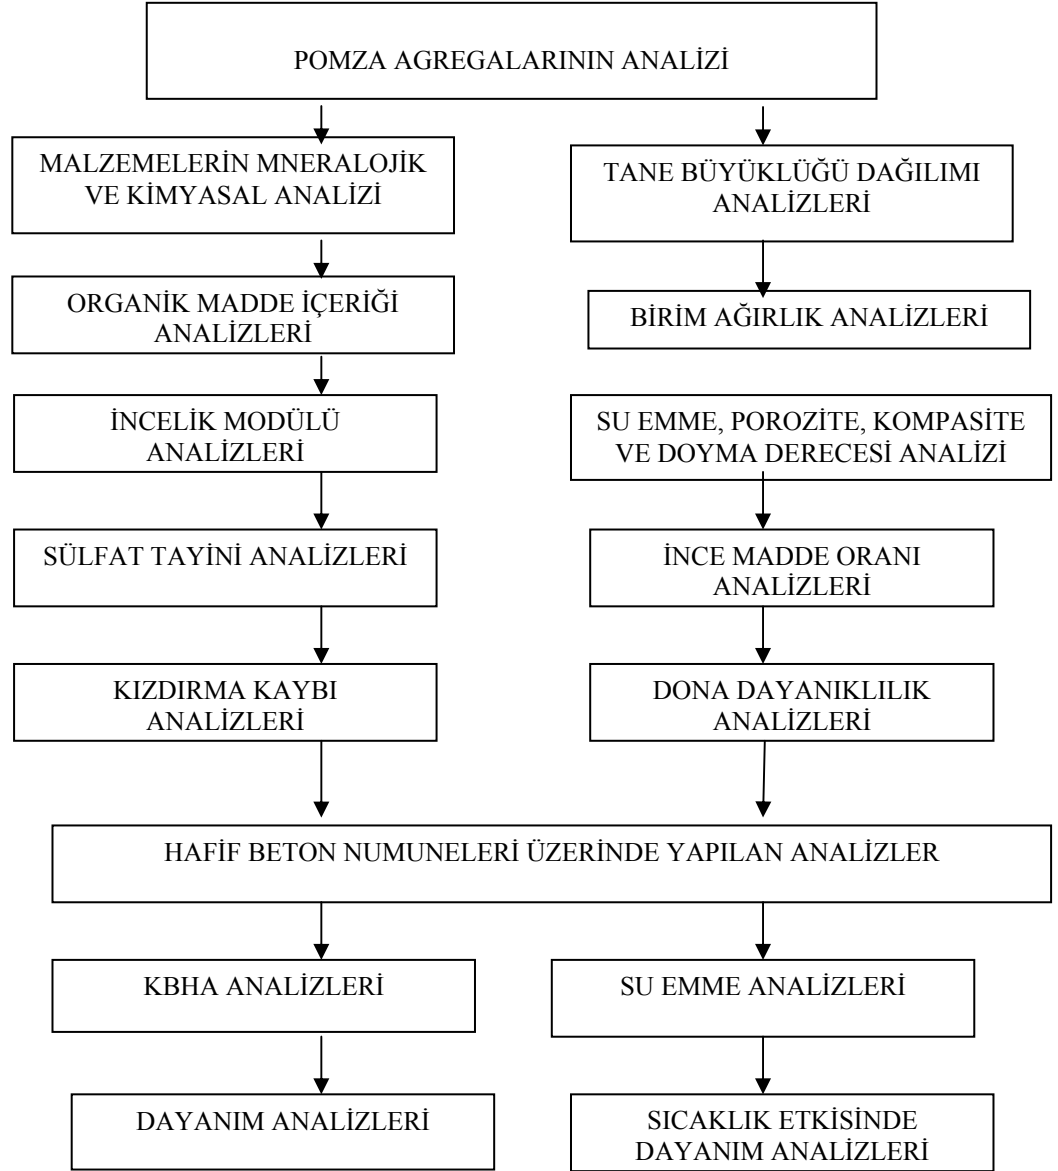 POMZA AGREGALARININ ANALİZİ
MALZEMELERİN MNERALOJİK
VE KİMYASAL ANALİZİ
TANE BÜYÜKLÜĞÜ DAĞILIMI
ANALİZLERİ
ORGANİK MADDE İÇERİĞİ
ANALİZLERİ
BİRİM AĞIRLIK ANALİZLERİ
İNCELİK MODÜLÜ
ANALİZLERİ
SU EMME, POROZİTE, KOMPASİTE
VE DOYMA DERECESİ ANALİZİ
SÜLFAT TAYİNİ ANALİZLERİ
İNCE MADDE ORANI
ANALİZLERİ
KIZDIRMA KAYBI
ANALİZLERİ
DONA DAYANIKLILIK
ANALİZLERİ
HAFİF BETON NUMUNELERİ ÜZERİNDE YAPILAN ANALİZLER
KBHA ANALİZLERİ
SU EMME ANALİZLERİ
DAYANIM ANALİZLERİ
SICAKLIK ETKİSİNDE
DAYANIM ANALİZLERİ